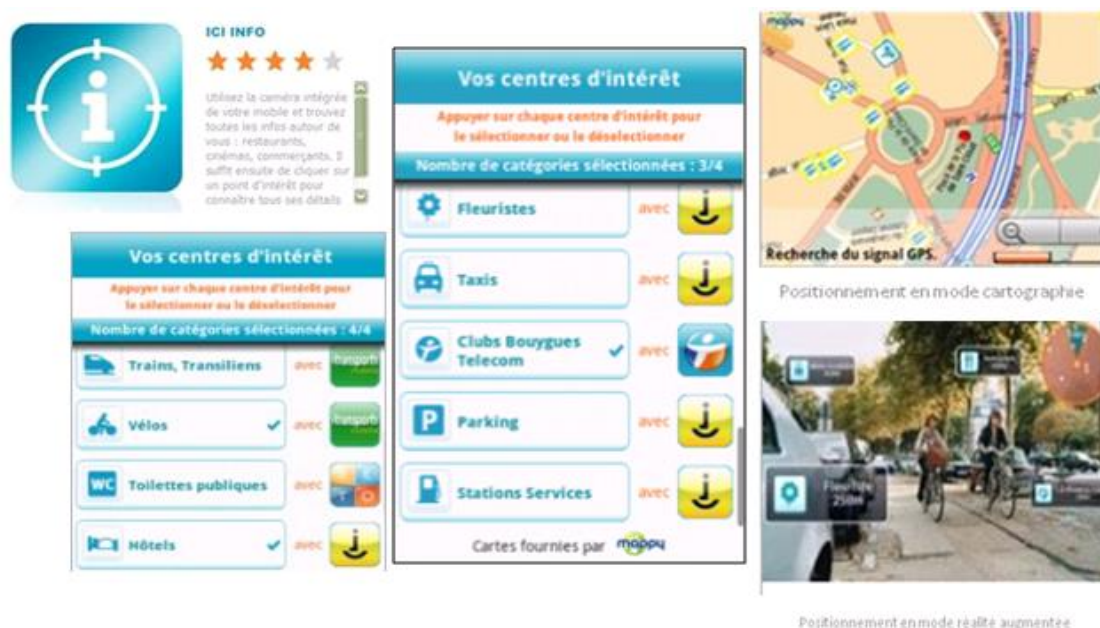 ICI INFO
Utilisez la caméra intégrée
de votre mobile et trouvez
toutes les infos autour de
vous : restaurants,
cinémas, commerçants. Il
suffit ensuite de cliquer sur
un point d'intérêt pour
connaître tous ses détails
Vos centres d'intérêt
Appuyer sur chaque centre d'intérêt pour
le sélectionner ou le déselectionner
Nombre de catégories sélectionnées : 4/4
Trains, Transiliens avec
Vélos avec
WC Toilettes publiques avec
Hôtels avec
Vos centres d'intérêt
Appuyer sur chaque centre d'intérêt pour
le sélectionner ou le déselectionner
Nombre de catégories sélectionnées : 3/4
Fleuristes avec
Taxis avec
Clubs Bouygues
Telecom avec
P Parking avec
Stations Services avec
Cartes fournies par mappy
mappy
Recherche du signal GPS.
Positionnement en mode cartographie
Fleuriste
250m
Positionnement en mode réalité augmentée